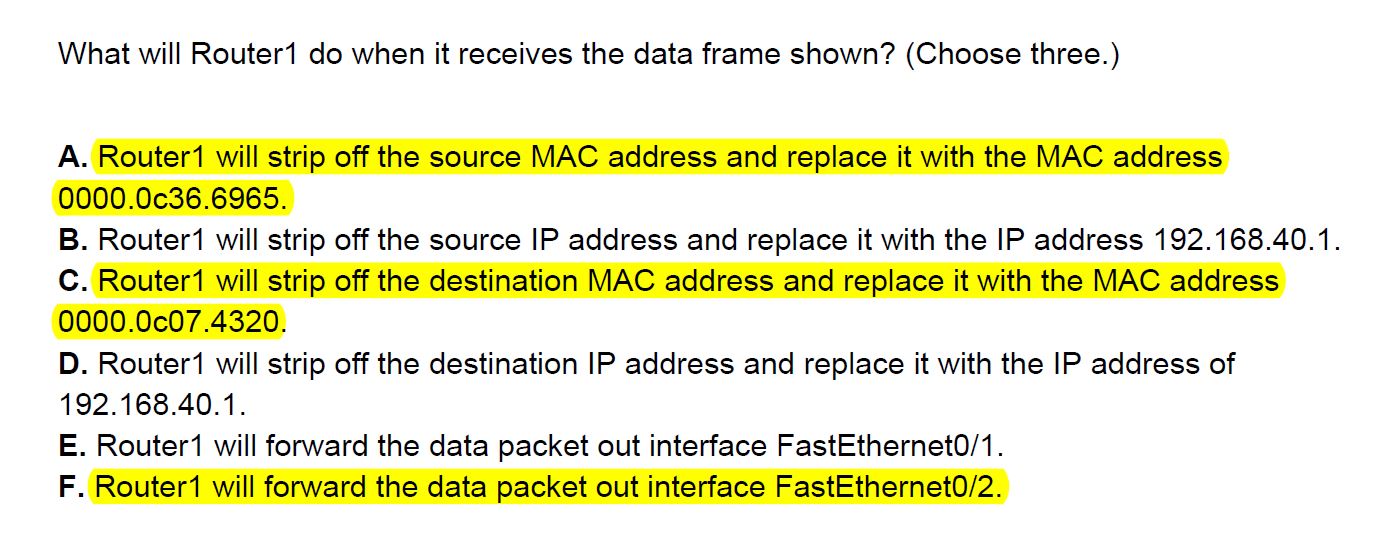 What will Router1 do when it receives the data frame shown? (Choose three.)
A. Router1 will strip off the source MAC address and replace it with the MAC address
0000.0c36.6965.
B. Router1 will strip off the source IP address and replace it with the IP address 192.168.40.1.
C. Router1 will strip off the destination MAC address and replace it with the MAC address
0000.0c07.4320.
D. Router1 will strip off the destination IP address and replace it with the IP address of
192.168.40.1.
E. Router1 will forward the data packet out interface FastEthernet0/1.
F. Router1 will forward the data packet out interface FastEthernet0/2.